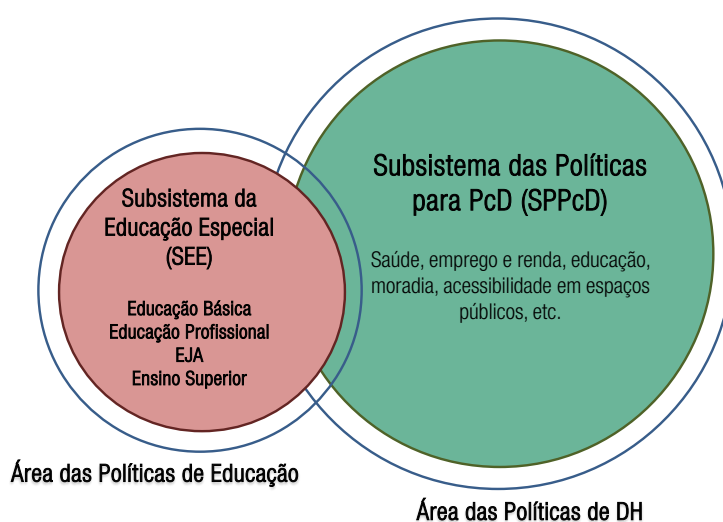 Subsistema da
Educação Especial
(SEE)
Educação Básica
Educação Profissional
EJA
Ensino Superior
Subsistema das Políticas
para PcD (SPPcD)
Saúde, emprego e renda, educação,
moradia, acessibilidade em espaços
públicos, etc.
Área das Políticas de Educação
Área das Políticas de DH